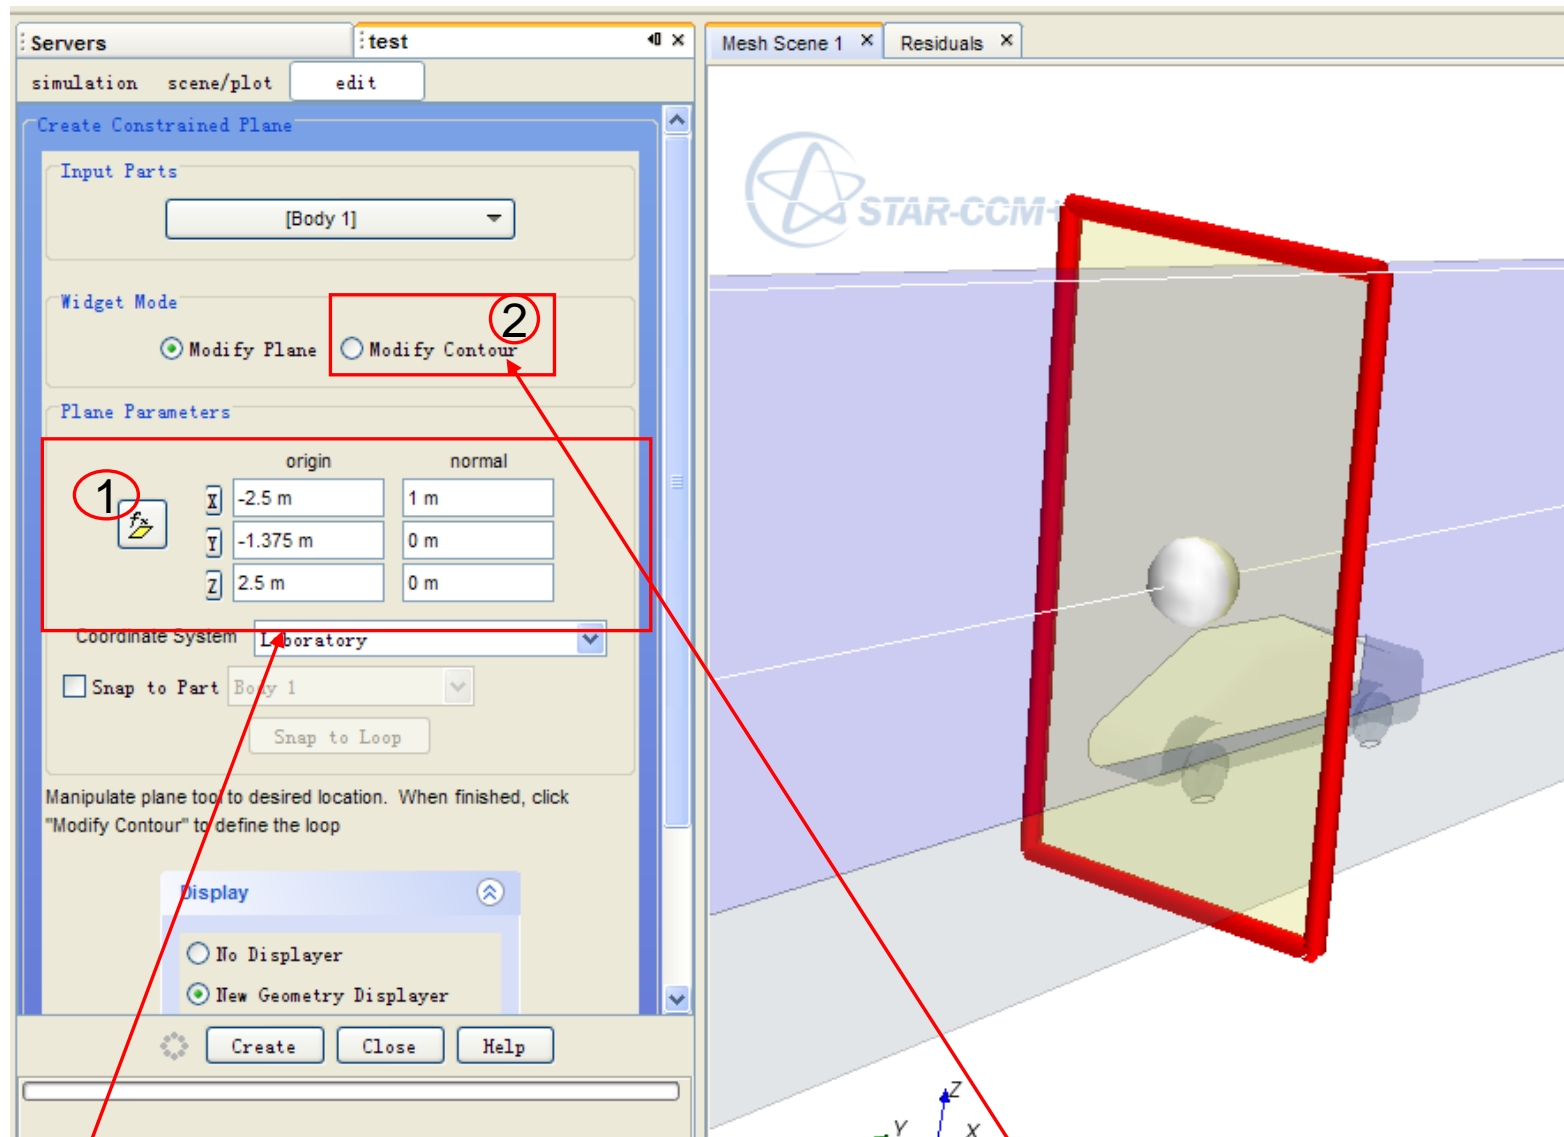 Servers
test
Mesh Scene 1
Residuals
simulation scene/plot edit
Create Constrained Plane
Input Parts
[Body 1]
STAR-CCM+
Widget Mode
2
Modify Plane Modify Contour
Plane Parameters
origin normal
1
X -2.5 m 1 m
fx
Y -1.375 m 0 m
Z 2.5 m 0 m
Coordinate System Laboratory
Snap to Part Body 1
Snap to Loop
Manipulate plane tool to desired location. When finished, click
"Modify Contour" to define the loop
Display
No Displayer
New Geometry Displayer
Create Close Help
Z
Y
X